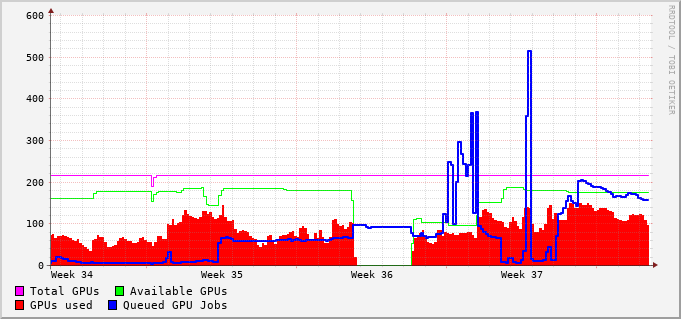 600
500
400
300
200
100
0
Week 34 Week 35 Week 36 Week 37
Total GPUs Available GPUs
GPUs used Queued GPU Jobs
RRDTOOL / TOBI OETIKER